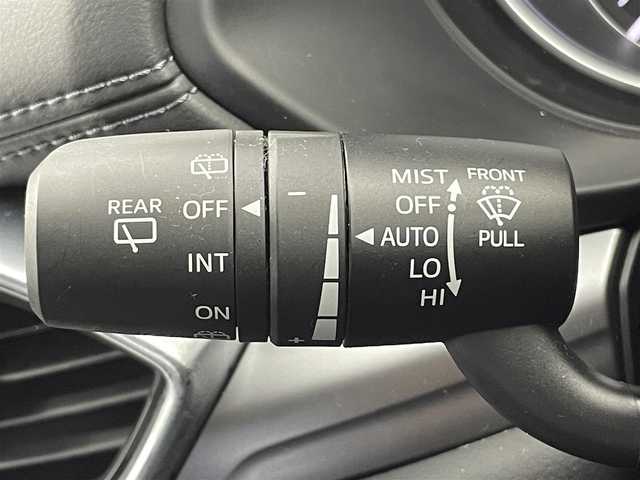 REAR
OFF
INT
ON
−
+
MIST
OFF
AUTO
LO
HI
FRONT
PULL